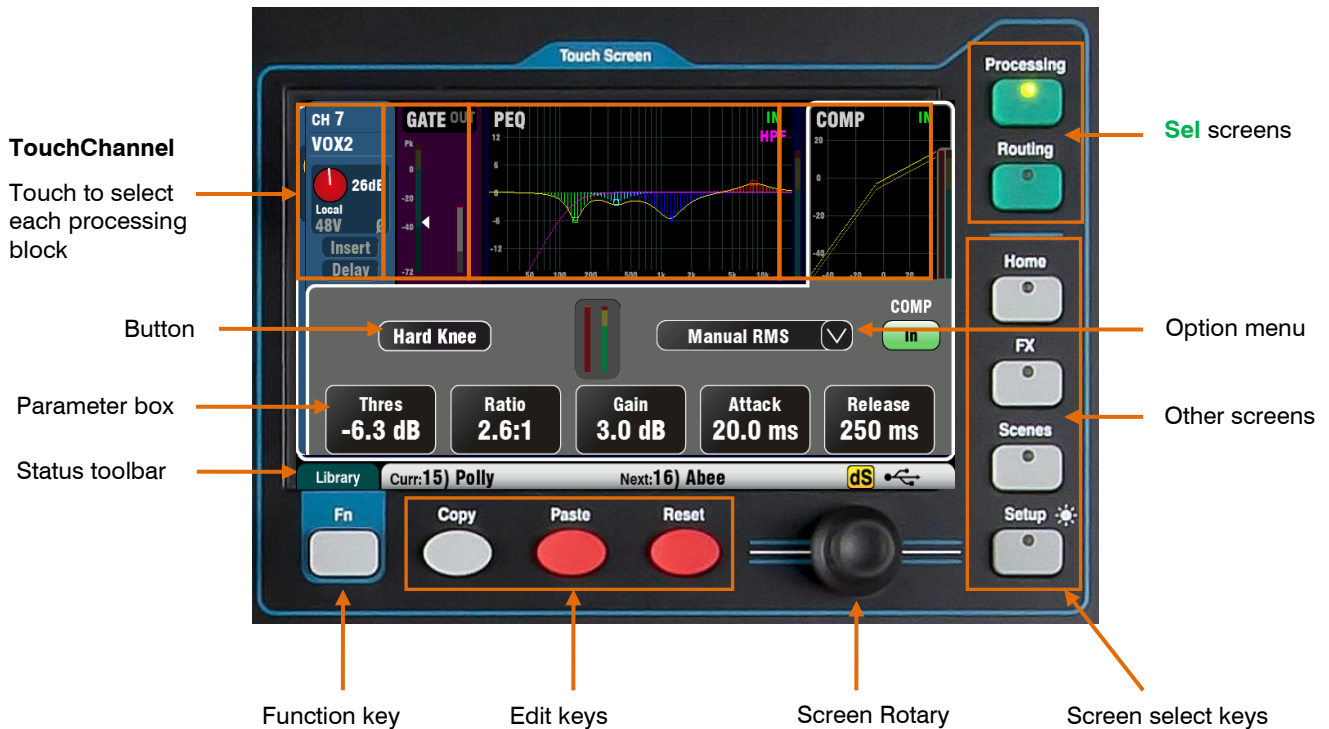 Touch Screen
Processing
Routing
Sel screens
TouchChannel
Touch to select
each processing
block
CH 7
VOX2
26dB
Local
48V Ø
Insert
Delay
GATE OUT
Pk
0
-20
-40
-72
PEQ
IN
HPF
12
6
0
-6
-12
50 100 200 500 1k 2k 5k 10k
COMP IN
20
0
-20
-40
-40 -20 0 20
Home
Button
Hard Knee
Manual RMS
COMP
In
Option menu
FX
Parameter box
Thres
-6.3 dB
Ratio
2.6:1
Gain
3.0 dB
Attack
20.0 ms
Release
250 ms
Other screens
Scenes
Status toolbar
Library
Curr:15) Polly
Next:16) Abee
dS
Fn
Copy
Paste
Reset
Setup
Function key
Edit keys
Screen Rotary
Screen select keys